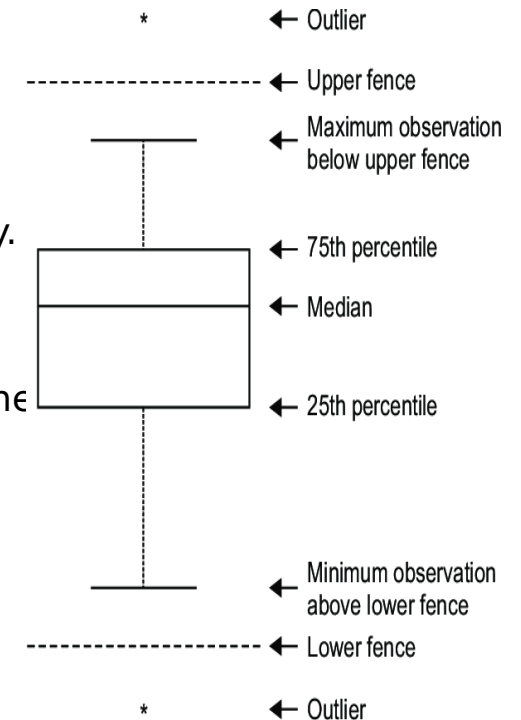 *
Outlier
Upper fence
Maximum observation
below upper fence
y.
75th percentile
Median
ne
25th percentile
Minimum observation
above lower fence
Lower fence
*
Outlier